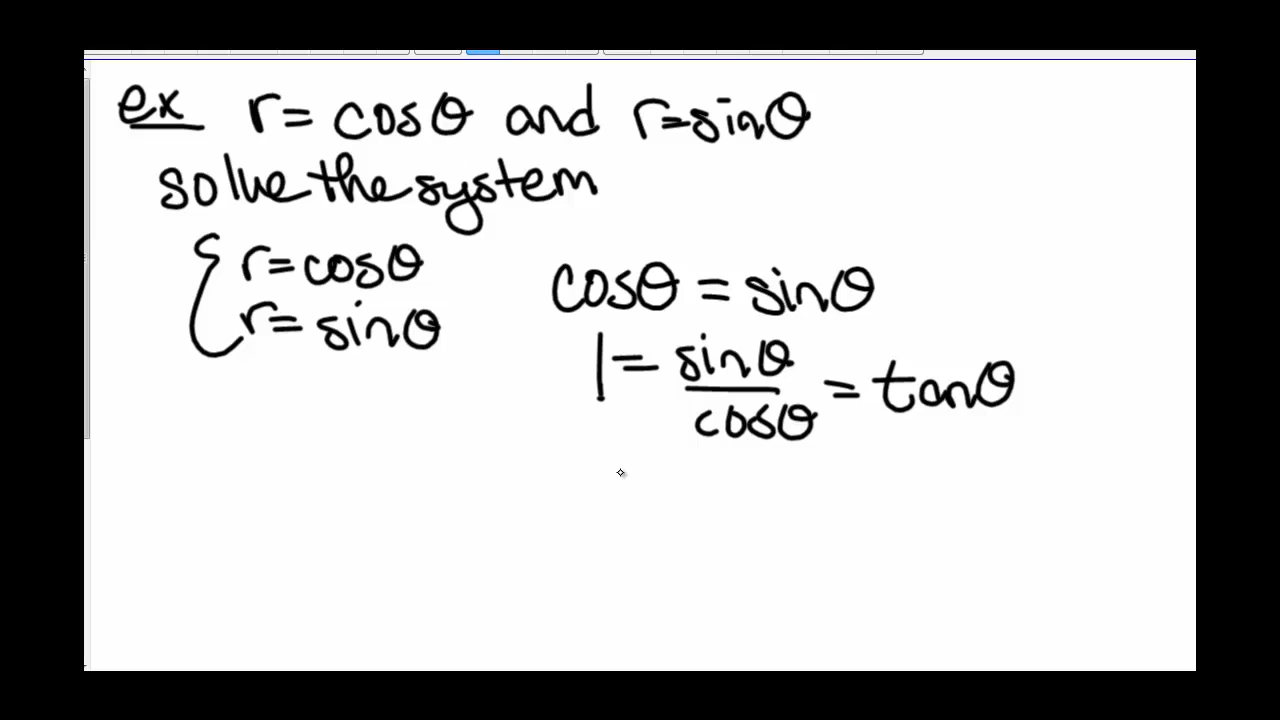 ex r = cosθ and r = sinθ
solve the system
{ r = cosθ
r = sinθ
cosθ = sinθ
1 = sinθ/cosθ = tanθ